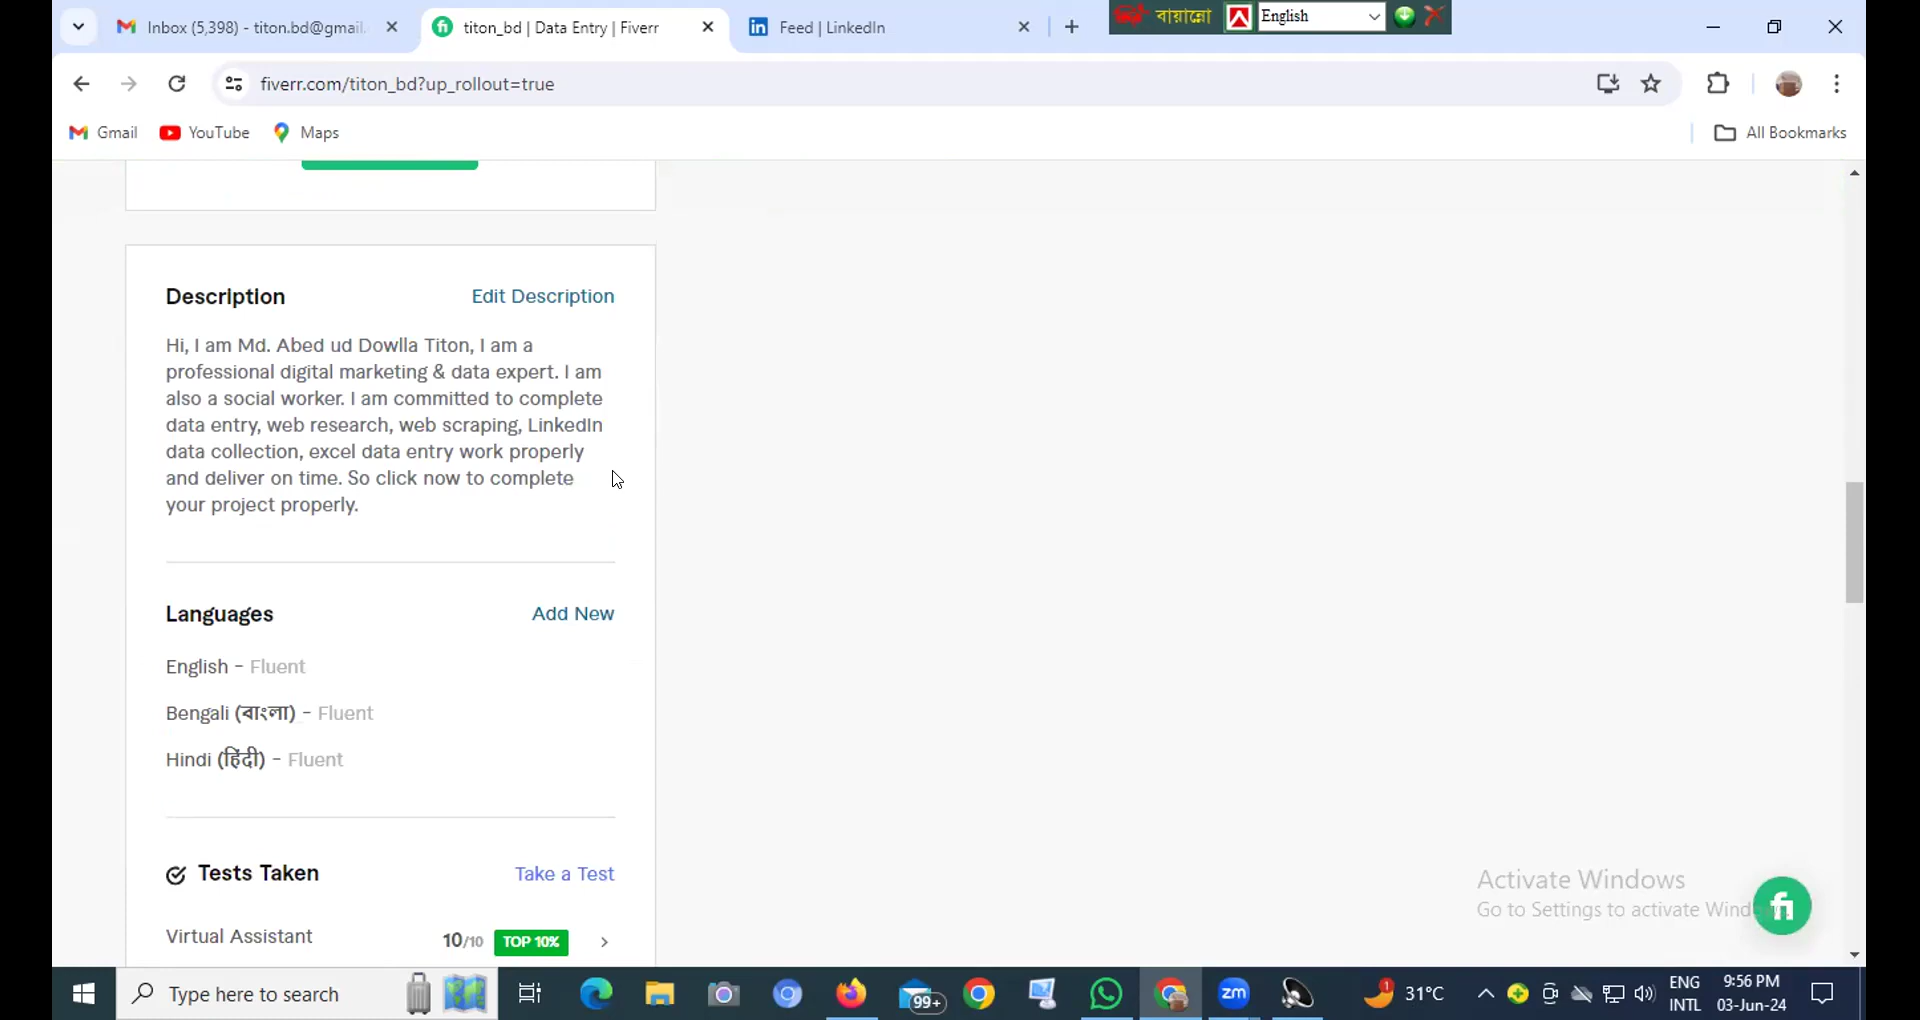 Inbox (5,398) - titon.bd@gmail.
titon_bd | Data Entry | Fiverr
Feed | LinkedIn
বায়ান্নো
English
fiverr.com/titon_bd?up_rollout=true
Gmail
YouTube
Maps
All Bookmarks
Description
Edit Description
Hi, I am Md. Abed ud Dowlla Titon, I am a
professional digital marketing & data expert. I am
also a social worker. I am committed to complete
data entry, web research, web scraping, LinkedIn
data collection, excel data entry work properly
and deliver on time. So click now to complete
your project properly.
Languages
Add New
English - Fluent
Bengali (বাংলা) - Fluent
Hindi (हिंदी) - Fluent
Tests Taken
Take a Test
Virtual Assistant
10/10 TOP 10%
Activate Windows
Go to Settings to activate Wind
fi
Type here to search
99+
zm
1
31°C
ENG
INTL
9:56 PM
03-Jun-24